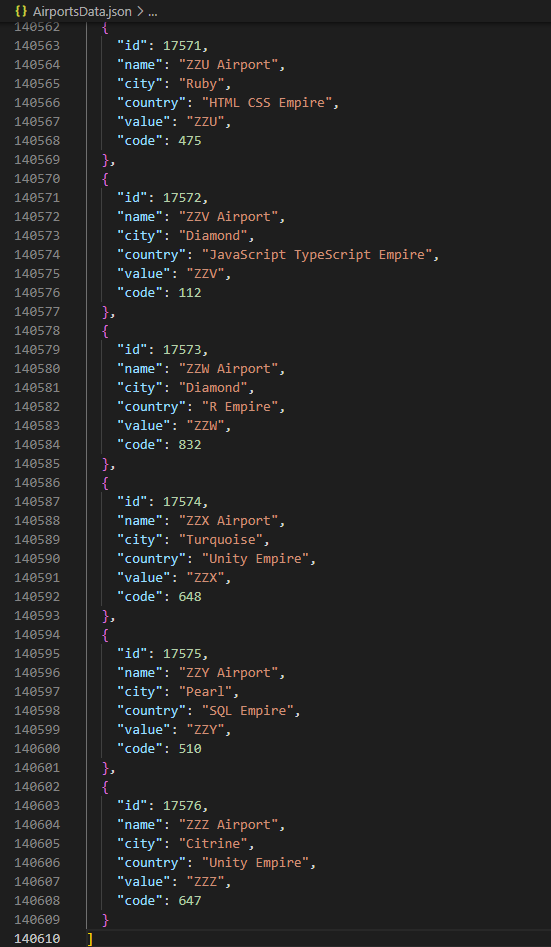 {} AirportsData.json > ...
140562 {
140563 "id": 17571,
140564 "name": "ZZU Airport",
140565 "city": "Ruby",
140566 "country": "HTML CSS Empire",
140567 "value": "ZZU",
140568 "code": 475
140569 },
140570 {
140571 "id": 17572,
140572 "name": "ZZV Airport",
140573 "city": "Diamond",
140574 "country": "JavaScript TypeScript Empire",
140575 "value": "ZZV",
140576 "code": 112
140577 },
140578 {
140579 "id": 17573,
140580 "name": "ZZW Airport",
140581 "city": "Diamond",
140582 "country": "R Empire",
140583 "value": "ZZW",
140584 "code": 832
140585 },
140586 {
140587 "id": 17574,
140588 "name": "ZZX Airport",
140589 "city": "Turquoise",
140590 "country": "Unity Empire",
140591 "value": "ZZX",
140592 "code": 648
140593 },
140594 {
140595 "id": 17575,
140596 "name": "ZZY Airport",
140597 "city": "Pearl",
140598 "country": "SQL Empire",
140599 "value": "ZZY",
140600 "code": 510
140601 },
140602 {
140603 "id": 17576,
140604 "name": "ZZZ Airport",
140605 "city": "Citrine",
140606 "country": "Unity Empire",
140607 "value": "ZZZ",
140608 "code": 647
140609 }
140610 ]